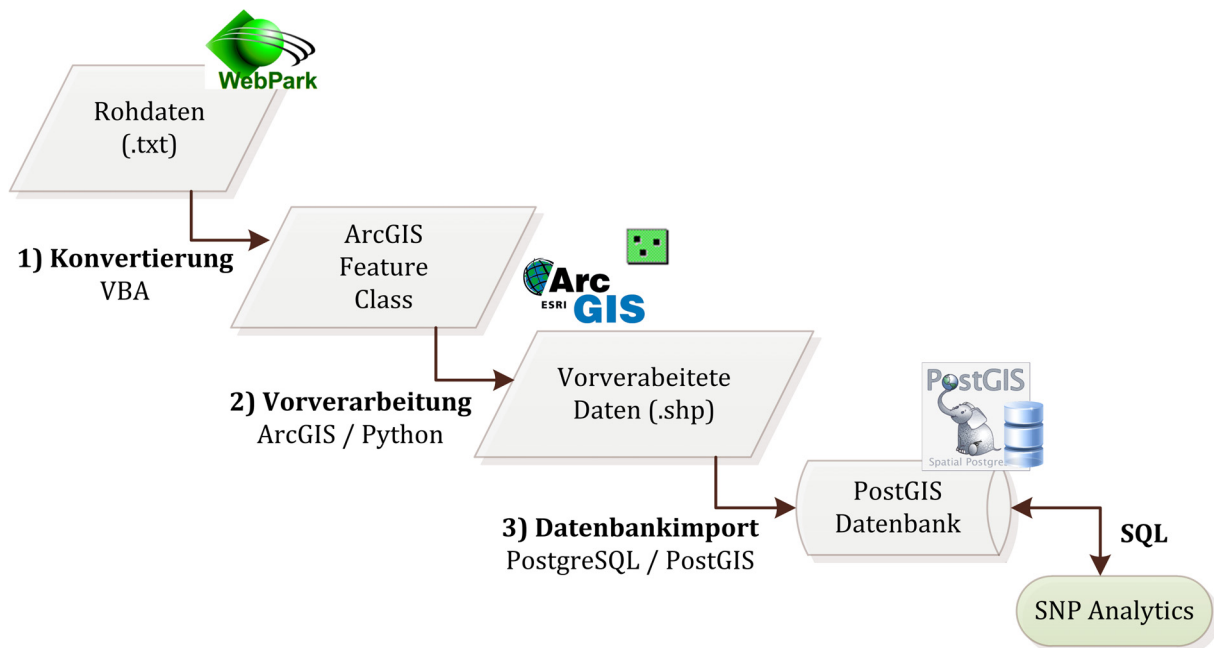 WebPark
Rohdaten
(.txt)
1) Konvertierung
VBA
ArcGIS
Feature
Class
Arc
ESRI
GIS
2) Vorverarbeitung
ArcGIS / Python
Vorverabeitete
Daten (.shp)
PostGIS
Spatial Postgre
3) Datenbankimport
PostgreSQL / PostGIS
PostGIS
Datenbank
SQL
SNP Analytics